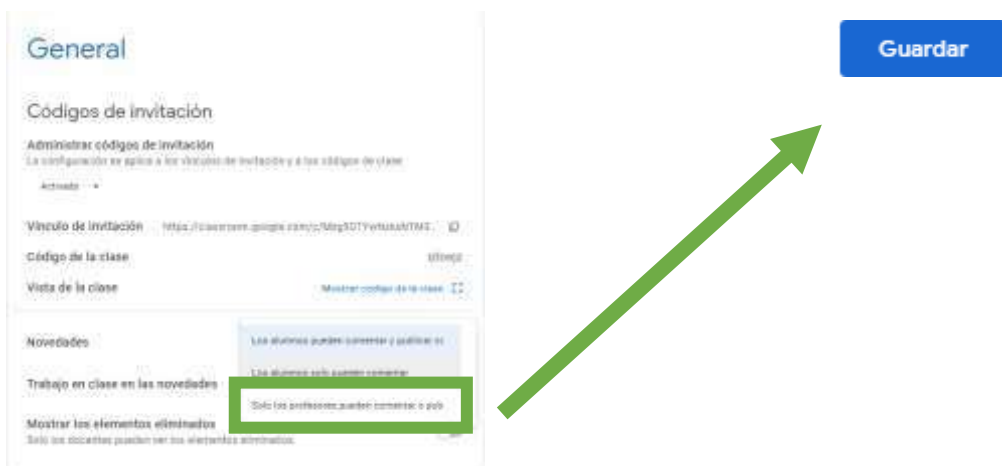 General
Guardar
Códigos de invitación
Administrar códigos de invitación
La configuración se aplica a los vínculos de invitación y a los códigos de clase
Activado
Vínculo de invitación
Código de la clase
Vista de la clase Mostrar código de la clase
Novedades
Los alumnos pueden comentar y publicar
Los alumnos solo pueden comentar
Trabajo en clase en las novedades
Solo los profesores pueden comentar o pub
Mostrar los elementos eliminados
Solo los docentes pueden ver los elementos eliminados.